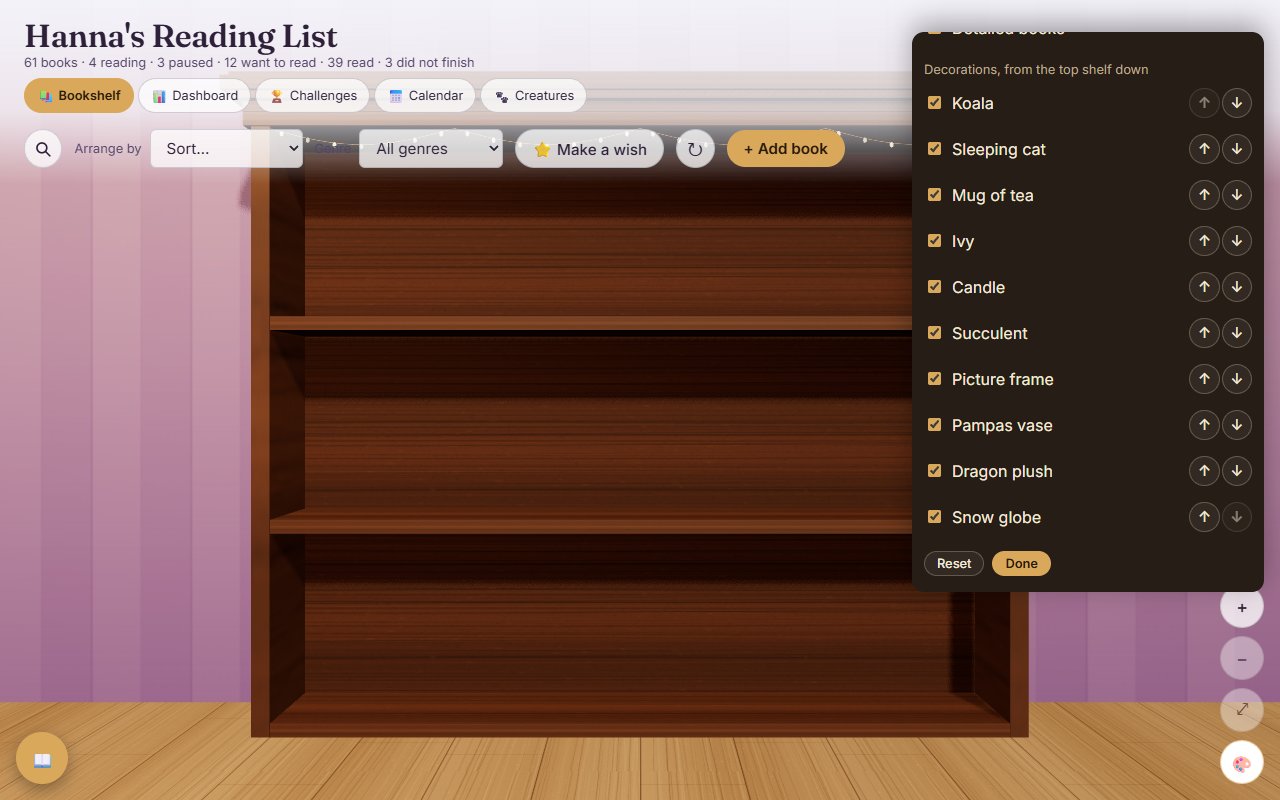 Hanna's Reading List
61 books · 4 reading · 3 paused · 12 want to read · 39 read · 3 did not finish
Bookshelf
Dashboard
Challenges
Calendar
Creatures
Arrange by
Sort...
Genre
All genres
Make a wish
+ Add book
Detailed books
Decorations, from the top shelf down
Koala
Sleeping cat
Mug of tea
Ivy
Candle
Succulent
Picture frame
Pampas vase
Dragon plush
Snow globe
Reset
Done